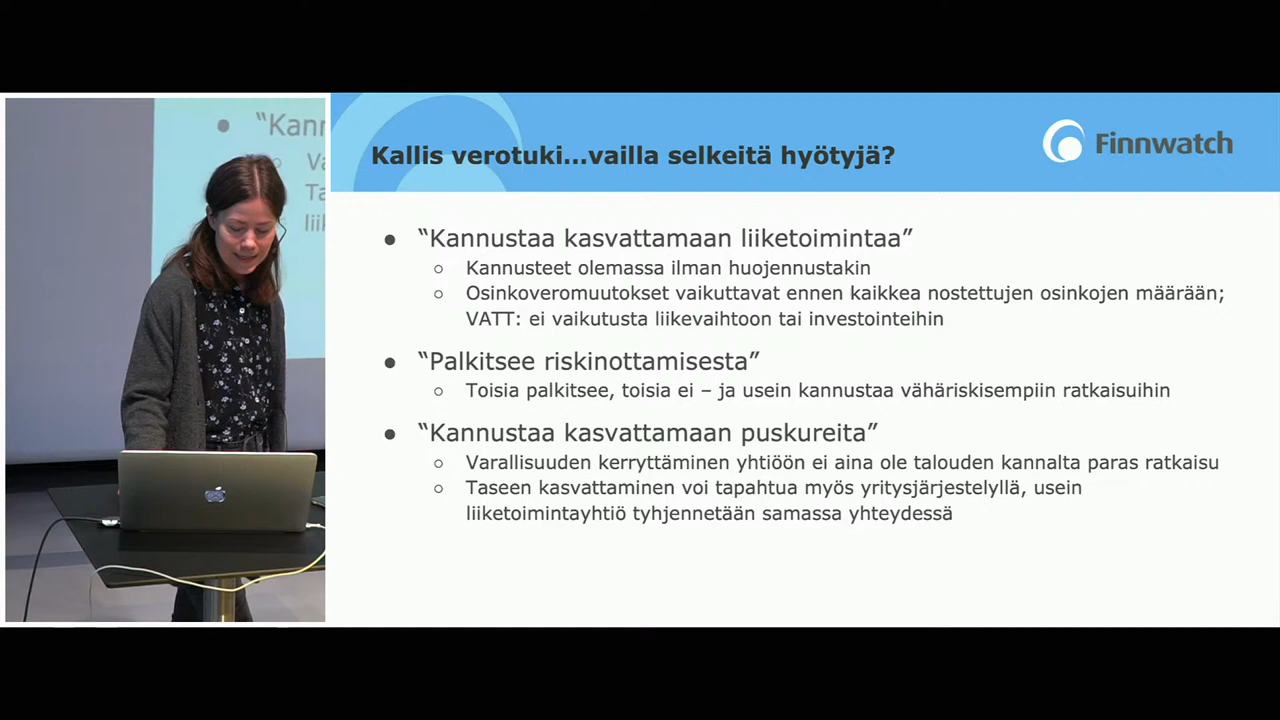 Kallis verotuki...vailla selkeitä hyötyjä?
Finnwatch
● “Kannustaa kasvattamaan liiketoimintaa”
○ Kannusteet olemassa ilman huojennustakin
○ Osinkoveromuutokset vaikuttavat ennen kaikkea nostettujen osinkojen määrään;
VATT: ei vaikutusta liikevaihtoon tai investointeihin
● “Palkitsee riskinottamisesta”
○ Toisia palkitsee, toisia ei – ja usein kannustaa vähäriskisempiin ratkaisuihin
● “Kannustaa kasvattamaan puskureita”
○ Varallisuuden kerryttäminen yhtiöön ei aina ole talouden kannalta paras ratkaisu
○ Taseen kasvattaminen voi tapahtua myös yritysjärjestelyllä, usein
liiketoimintayhtiö tyhjennetään samassa yhteydessä
● “Kann